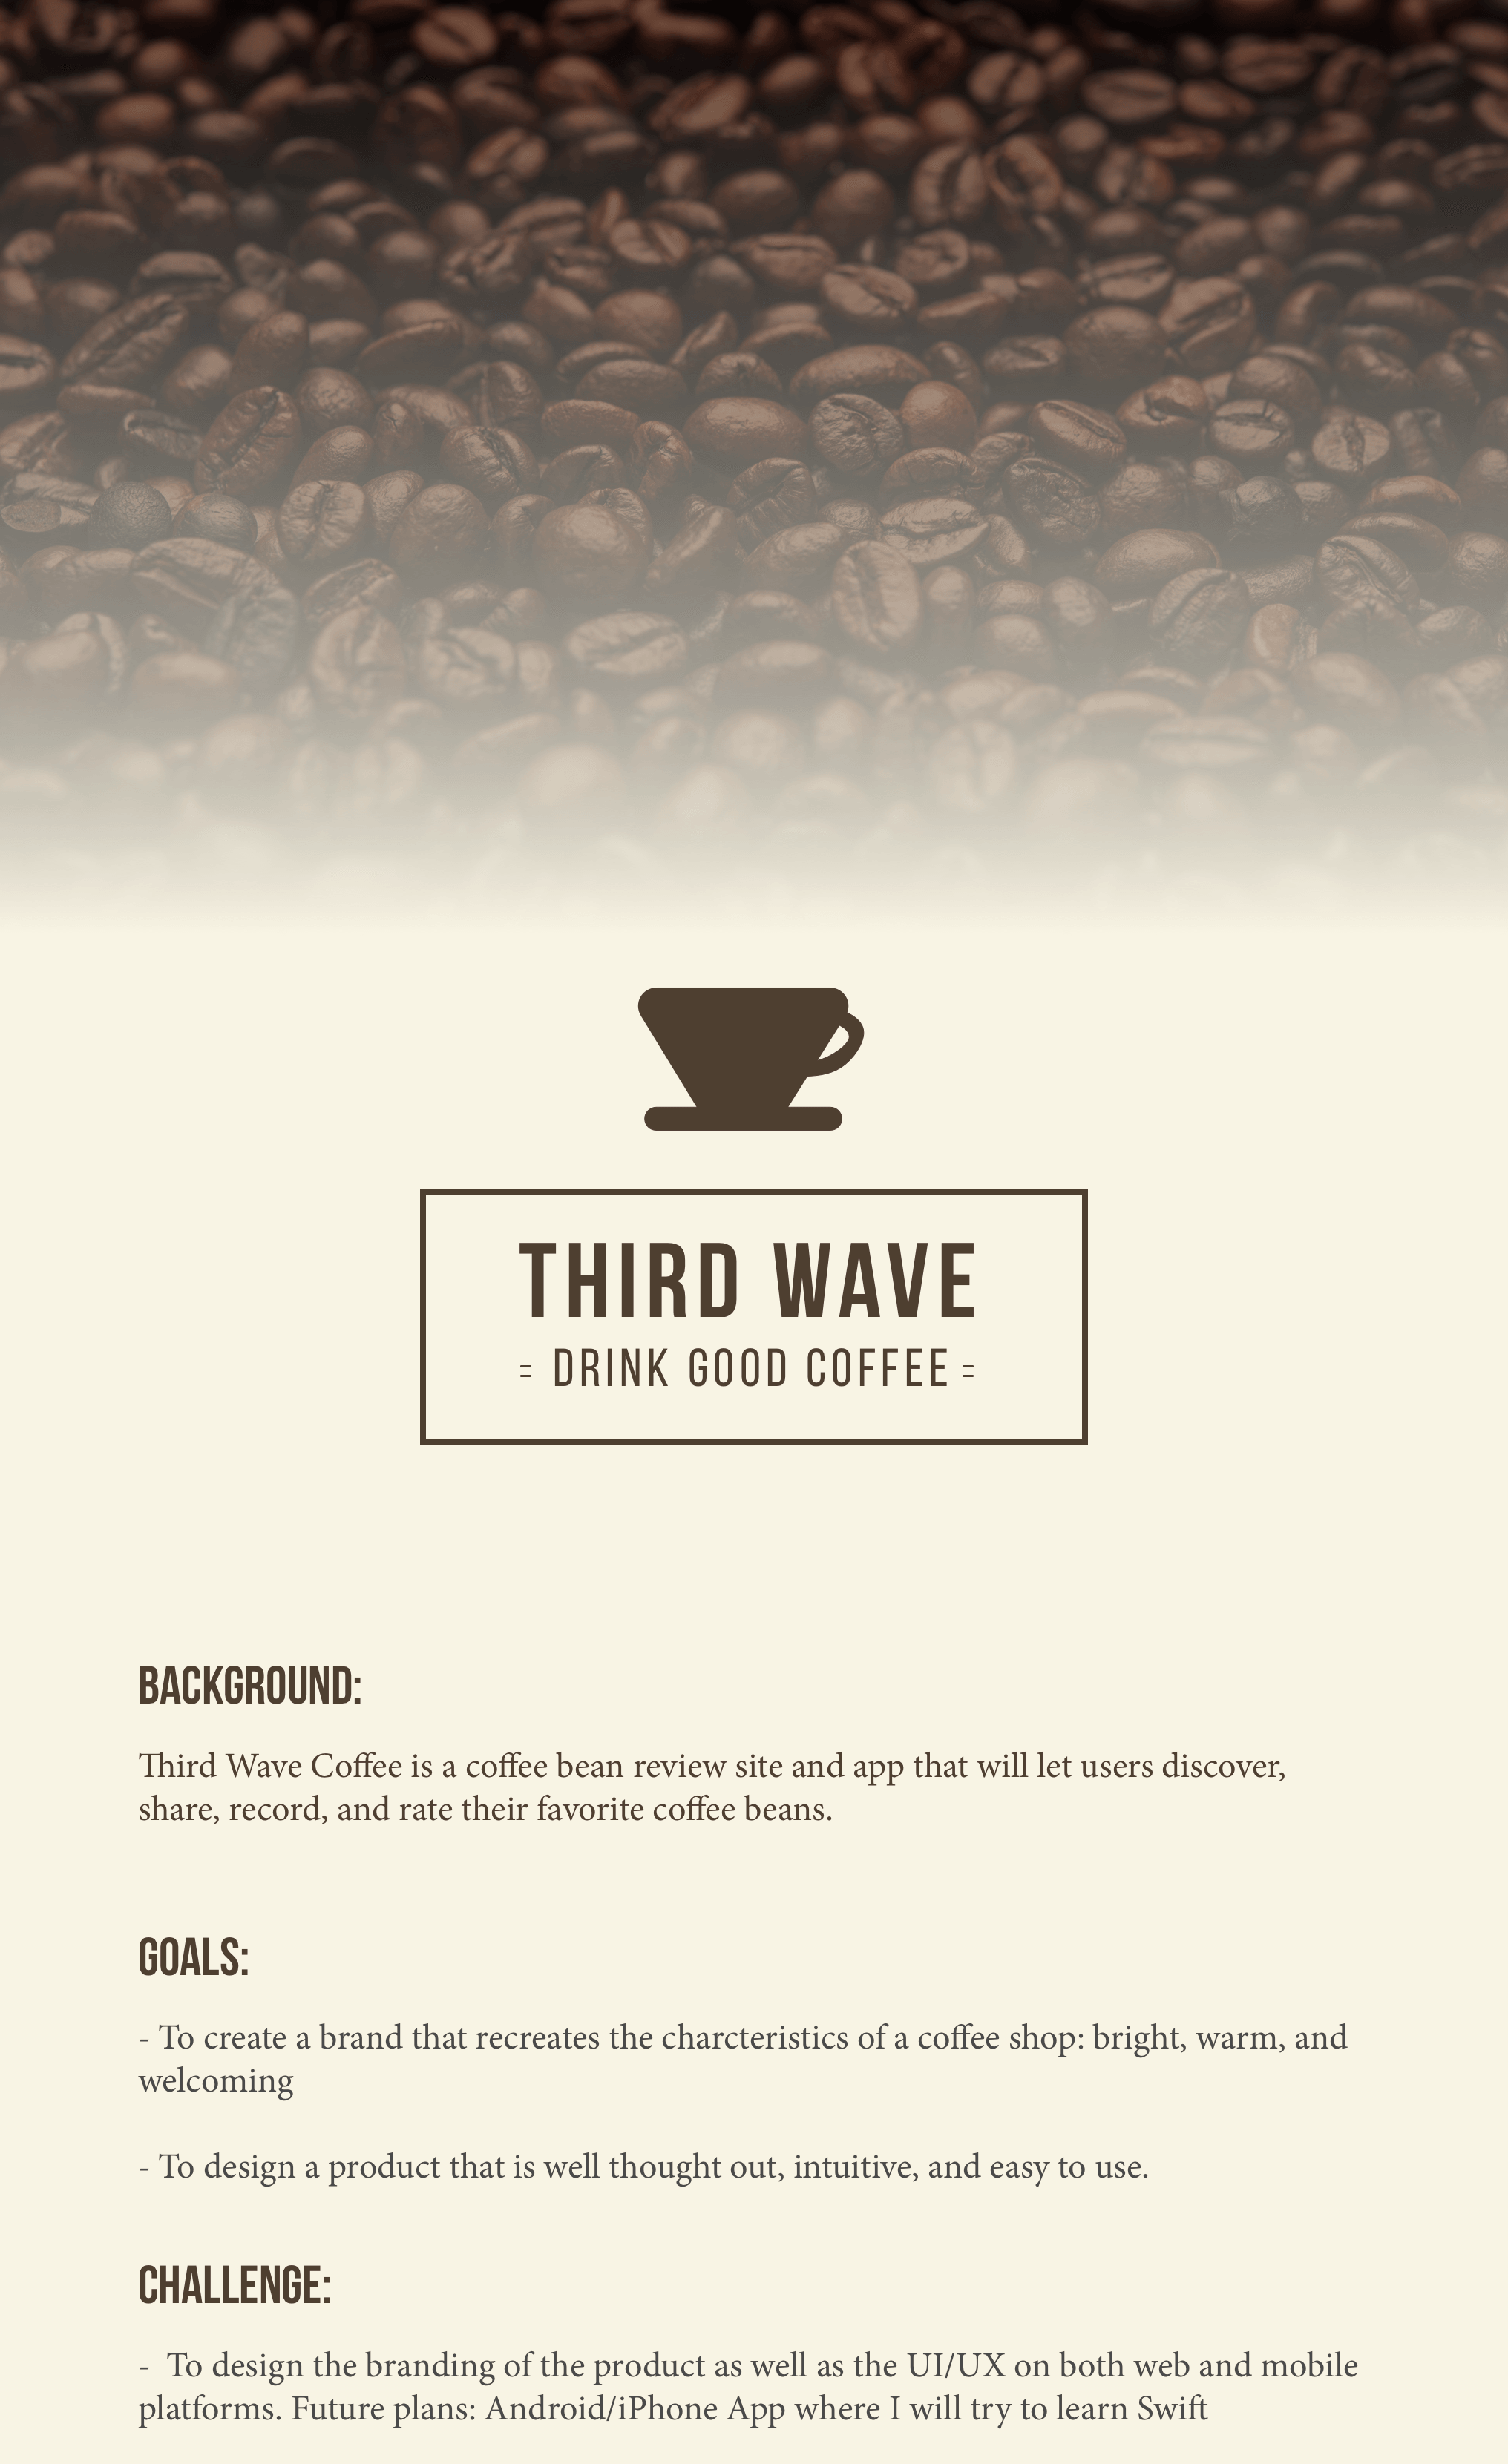 THIRD WAVE
= DRINK GOOD COFFEE =
BACKGROUND:
Third Wave Coffee is a coffee bean review site and app that will let users discover,
share, record, and rate their favorite coffee beans.
GOALS:
- To create a brand that recreates the charcteristics of a coffee shop: bright, warm, and
welcoming
- To design a product that is well thought out, intuitive, and easy to use.
CHALLENGE:
-  To design the branding of the product as well as the UI/UX on both web and mobile
platforms. Future plans: Android/iPhone App where I will try to learn Swift